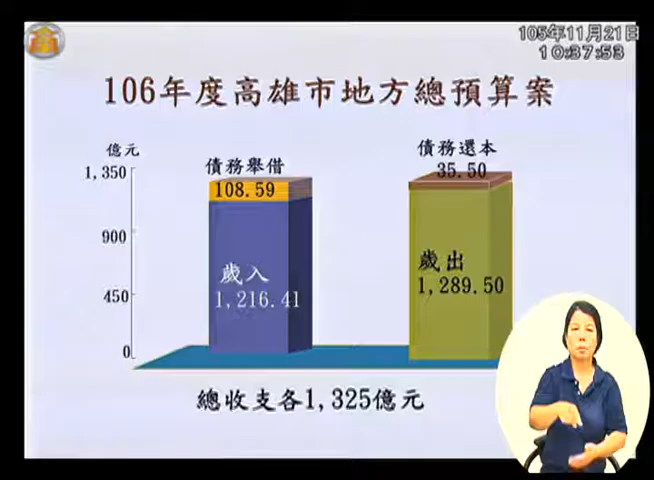 105年11月21日
10:37:53
106年度高雄市地方總預算案
億元
1,350
900
450
0
債務舉借
108.59
歲入
1,216.41
債務還本
35.50
歲出
1,289.50
總收支各1,325億元